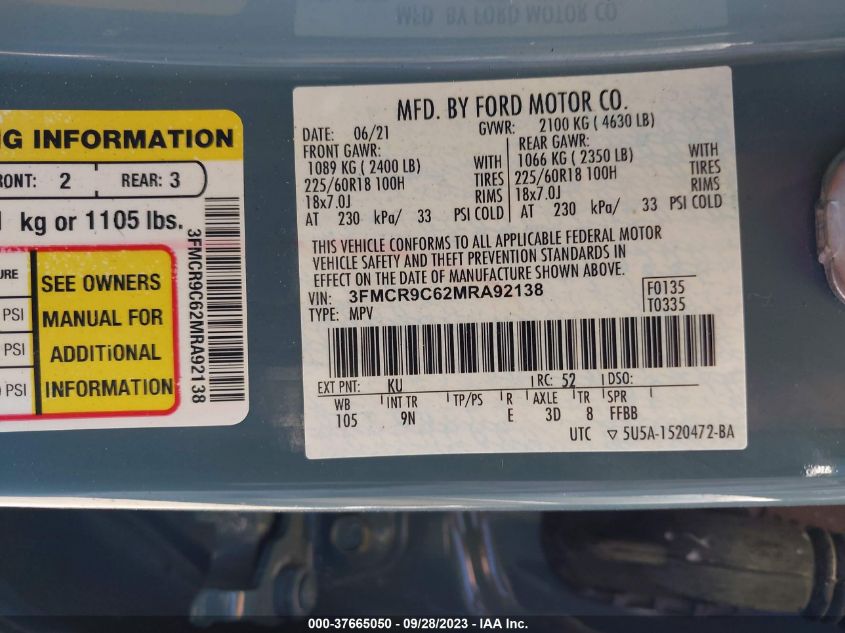 MFD. BY FORD MOTOR CO.
NG INFORMATION
RONT: 2 REAR: 3
kg or 1105 lbs.
URE
PSI
PSI
PSI
SEE OWNERS
MANUAL FOR
ADDITIONAL
INFORMATION
3FMCR9C62MRA92138
MFD. BY FORD MOTOR CO.
DATE: 06/21 GVWR: 2100 KG ( 4630 LB)
FRONT GAWR: REAR GAWR:
1089 KG ( 2400 LB) WITH 1066 KG ( 2350 LB) WITH
225/60R18 100H TIRES 225/60R18 100H TIRES
18x7.0J RIMS 18x7.0J RIMS
AT 230 kPa/ 33 PSI COLD AT 230 kPa/ 33 PSI COLD
THIS VEHICLE CONFORMS TO ALL APPLICABLE FEDERAL MOTOR
VEHICLE SAFETY AND THEFT PREVENTION STANDARDS IN
EFFECT ON THE DATE OF MANUFACTURE SHOWN ABOVE.
VIN: 3FMCR9C62MRA92138 F0135
TYPE: MPV T0335
EXT PNT: KU RC: 52 DSO:
WB INT TR TP/PS R AXLE TR SPR
105 9N E 3D 8 FFBB
UTC ▽ 5U5A-1520472-BA
000-37665050 - 09/28/2023 - IAA Inc.